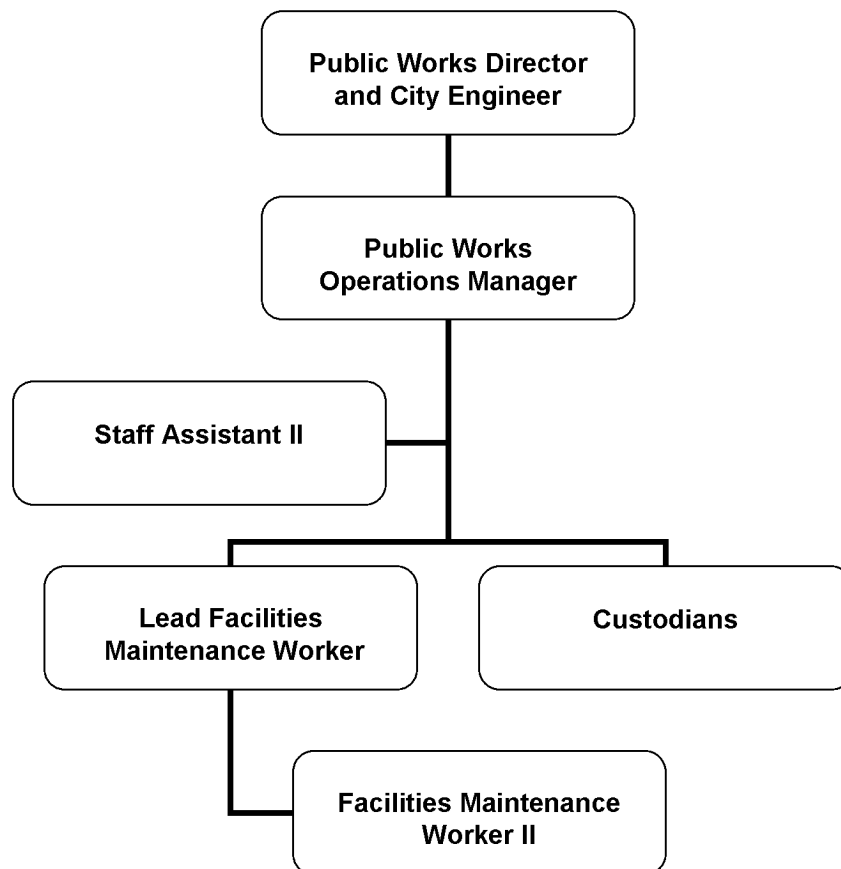 Public Works Director
and City Engineer
Public Works
Operations Manager
Staff Assistant II
Lead Facilities
Maintenance Worker
Custodians
Facilities Maintenance
Worker II